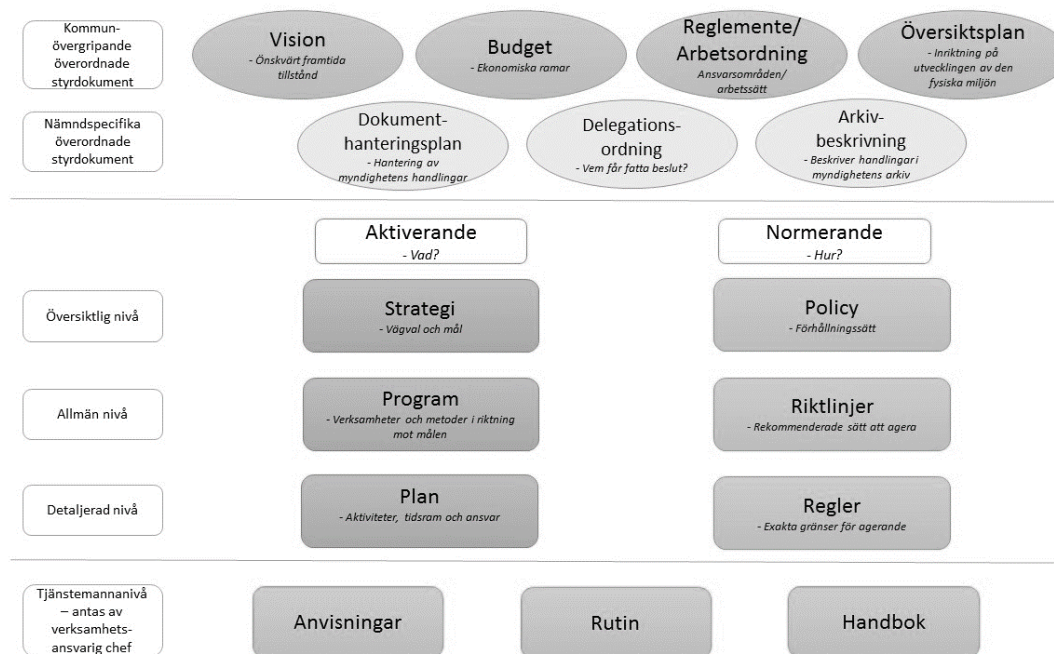 Kommun-
övergripande
överordnade
styrdokument
Vision
- Önskvärt framtida
tillstånd
Budget
- Ekonomiska ramar
Reglemente/
Arbetsordning
Ansvarsområden/
arbetssätt
Översiktsplan
- Inriktning på
utvecklingen av den
fysiska miljön
Nämndspecifika
överordnade
styrdokument
Dokument-
hanteringsplan
- Hantering av
myndighetens handlingar
Delegations-
ordning
- Vem får fatta beslut?
Arkiv-
beskrivning
- Beskriver handlingar i
myndighetens arkiv
Aktiverande
- Vad?
Normerande
- Hur?
Översiktlig nivå
Strategi
- Vägval och mål
Policy
- Förhållningssätt
Allmän nivå
Program
- Verksamheter och metoder i riktning
mot målen
Riktlinjer
- Rekommenderade sätt att agera
Detaljerad nivå
Plan
- Aktiviteter, tidsram och ansvar
Regler
- Exakta gränser för agerande
Tjänstemannanivå
– antas av
verksamhets-
ansvarig chef
Anvisningar
Rutin
Handbok